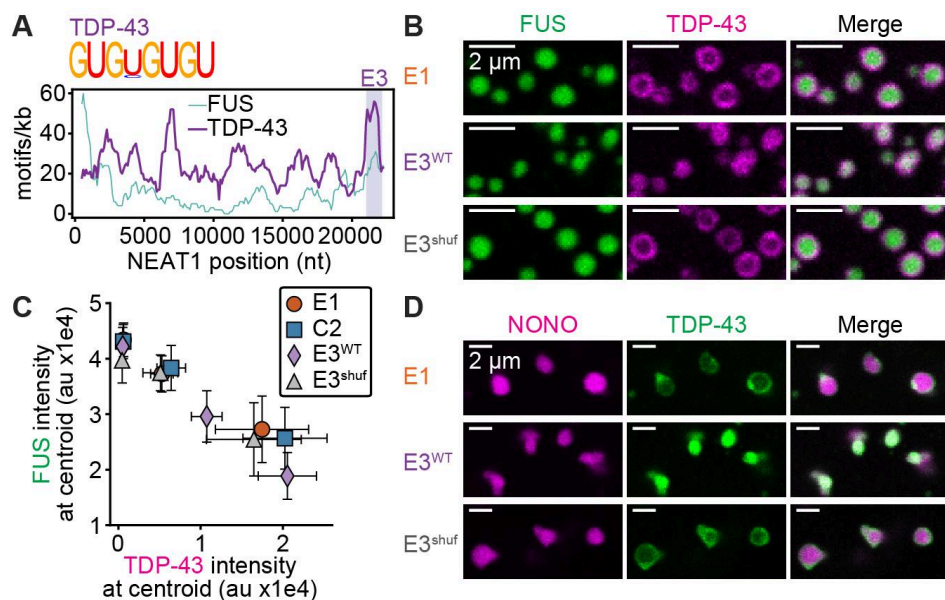 A
TDP-43
GUGUGUGU
E3
FUS
TDP-43
motifs/kb
60
40
20
0
0
5000
10000
15000
20000
NEAT1 position (nt)
B
FUS
TDP-43
Merge
E1
2 µm
E3WT
E3shuf
C
E1
C2
E3WT
E3shuf
FUS intensity
at centroid (au x1e4)
5
4
3
2
1
0
1
2
TDP-43 intensity
at centroid (au x1e4)
D
NONO
TDP-43
Merge
E1
2 µm
E3WT
E3shuf